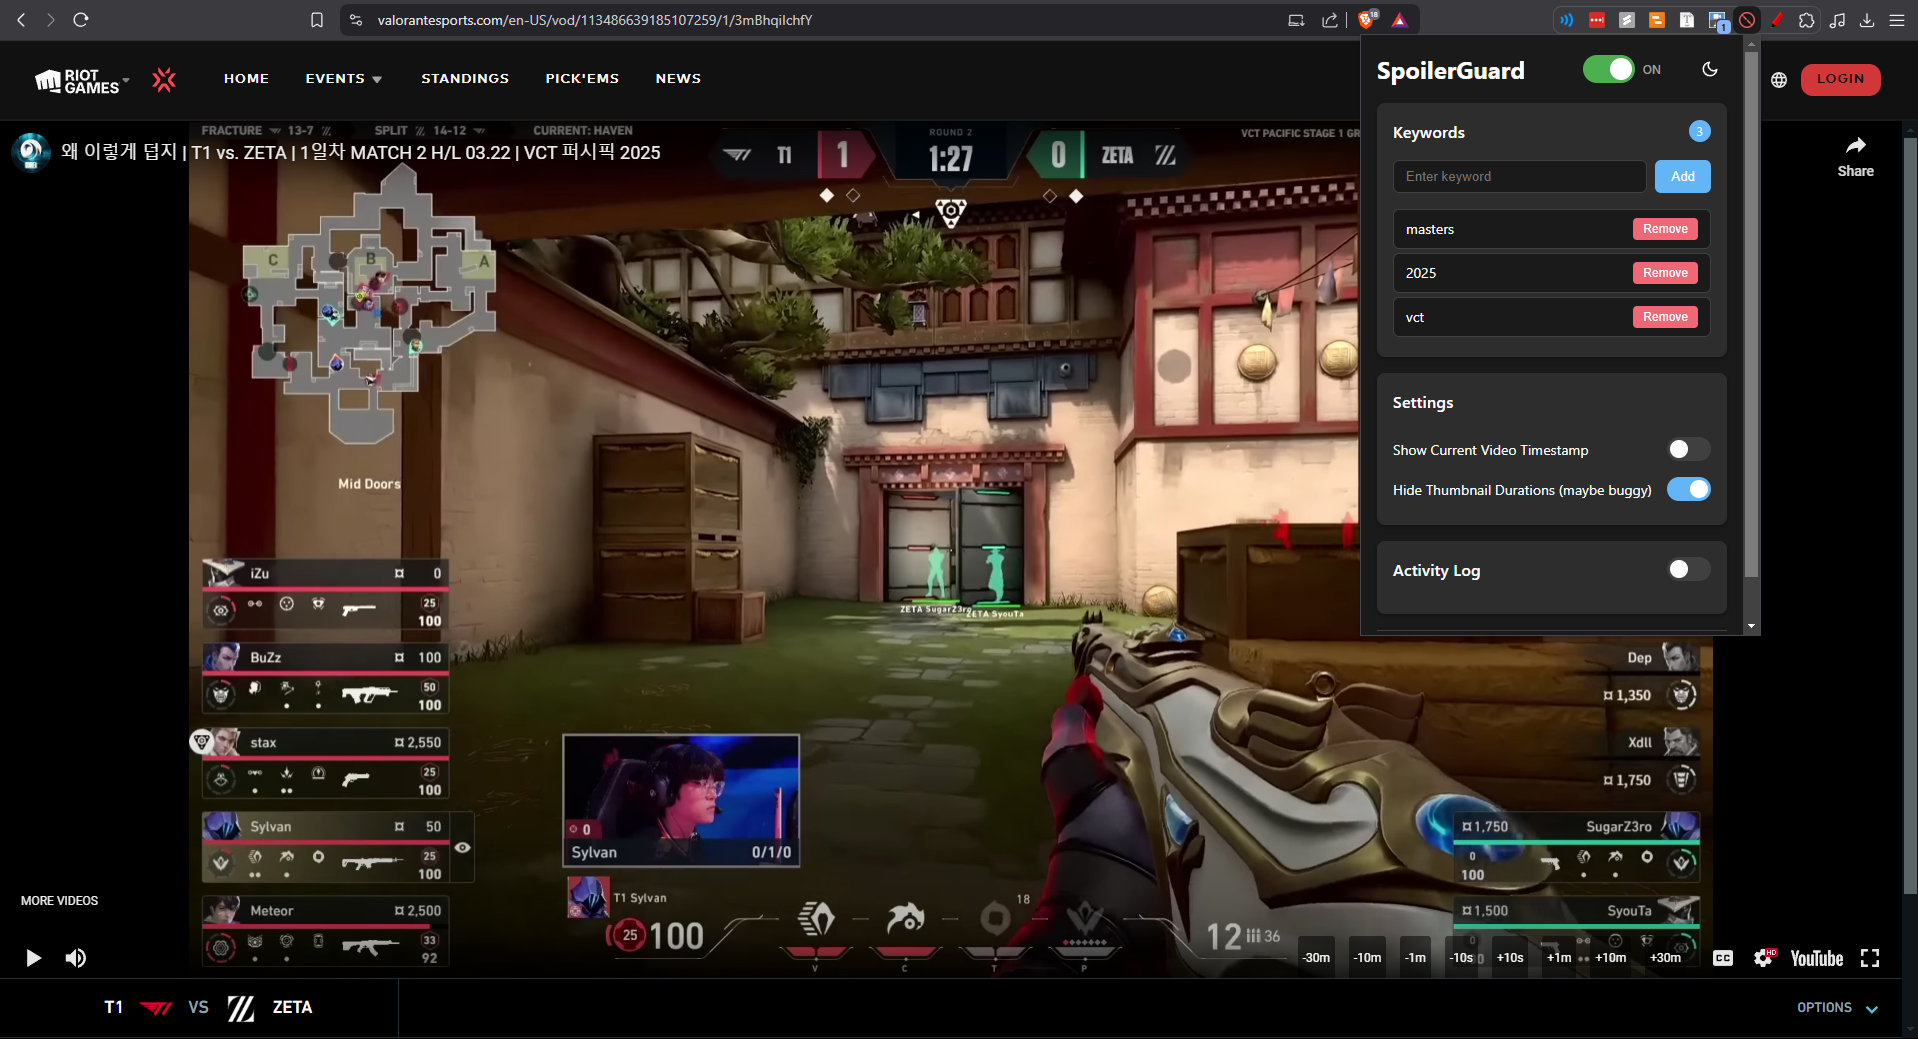 valorantesports.com/en-US/vod/113486639185107259/1/3mBhqiIchfY
18
1
RIOT GAMES
HOME
EVENTS
STANDINGS
PICK'EMS
NEWS
LOGIN
SpoilerGuard
ON
Keywords
3
Enter keyword
Add
masters
Remove
2025
Remove
vct
Remove
Settings
Show Current Video Timestamp
Hide Thumbnail Durations (maybe buggy)
Activity Log
FRACTURE 13-7 SPLIT 14-12 CURRENT: HAVEN
왜 이렇게 덥지 | T1 vs. ZETA | 1일차 MATCH 2 H/L 03.22 | VCT 퍼시픽 2025
T1 1
ROUND 2
1:27
0 ZETA
VCT PACIFIC STAGE 1 GR
Share
C B A
Mid Doors
ZETA SugarZ3ro
ZETA SyouTa
iZu 0
25
100
BuZz 100
50
100
stax 2,550
25
100
Sylvan 50
25
100
Meteor 2,500
33
92
0
Sylvan 0/1/0
T1 Sylvan
25 100
V C T P
18
12 36
Dep
1,350
Xdll
1,750
1,750 SugarZ3ro
0
100
1,500 SyouTa
0
MORE VIDEOS
-30m -10m -1m -10s +10s +1m +10m +30m
CC
HD
YouTube
T1 VS ZETA
OPTIONS